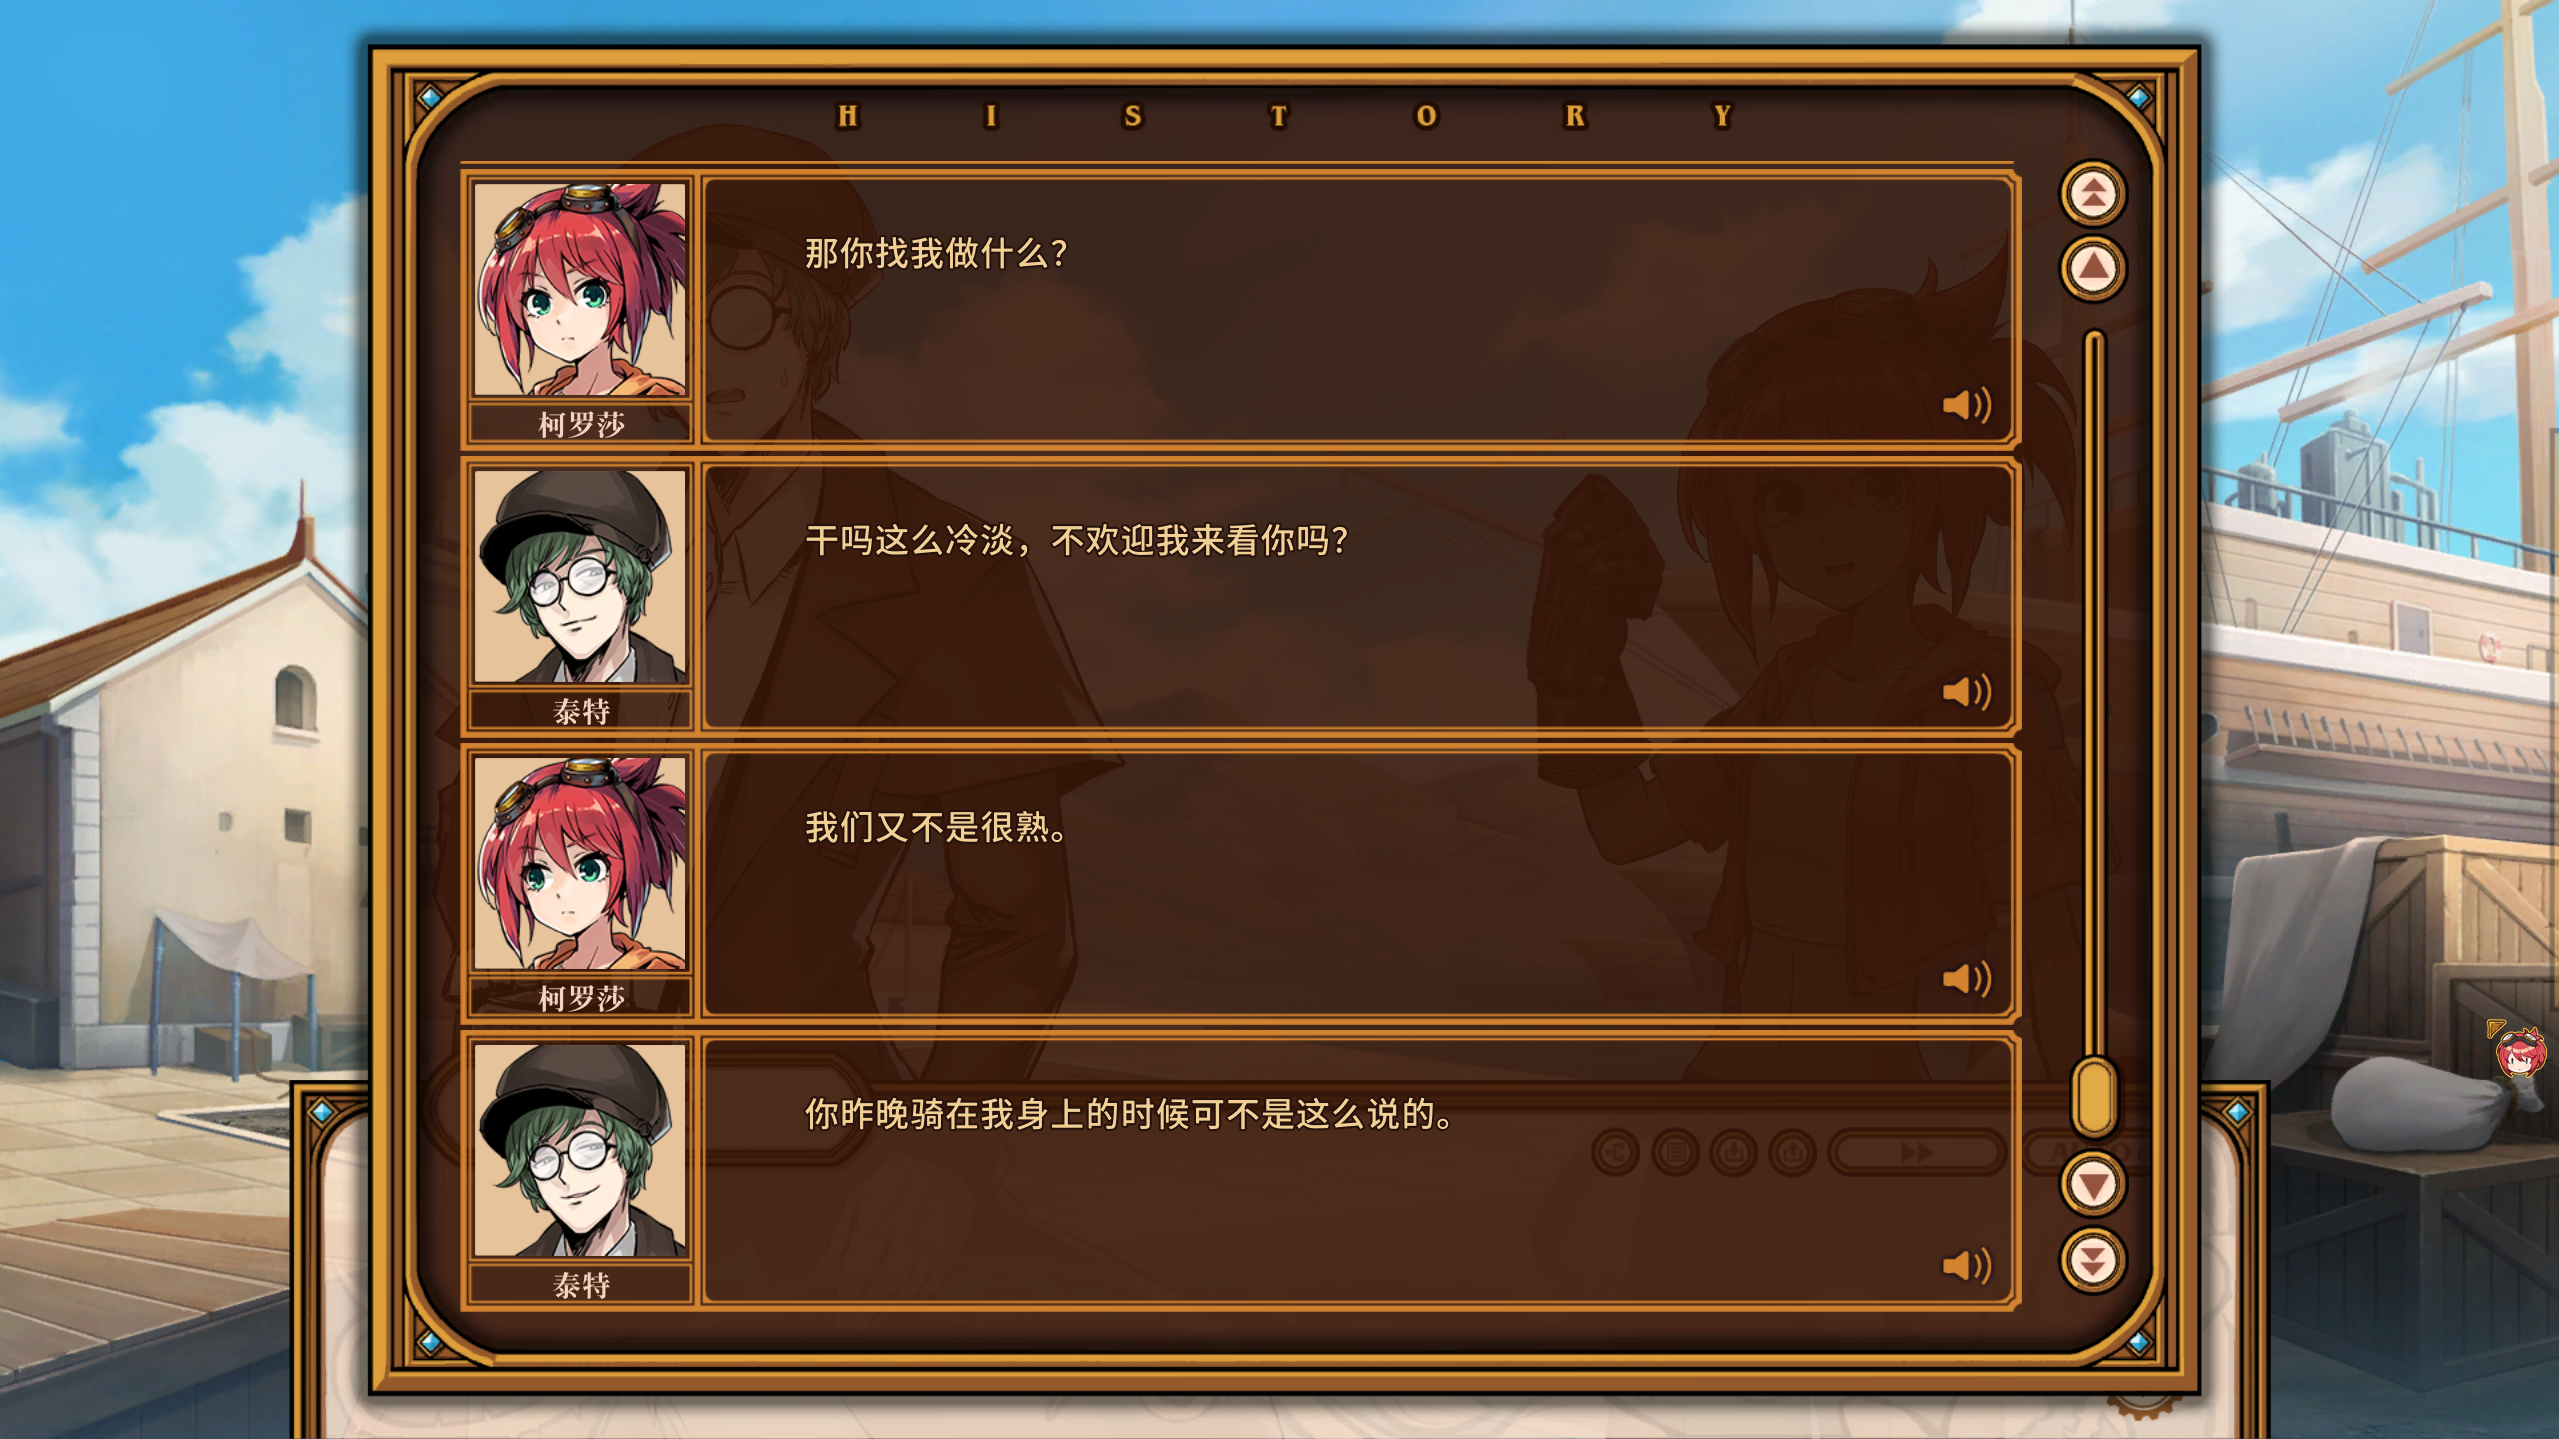 HISTORY
那你找我做什么？
柯罗莎
干吗这么冷淡，不欢迎我来看你吗？
泰特
我们又不是很熟。
柯罗莎
你昨晚骑在我身上的时候可不是这么说的。
泰特